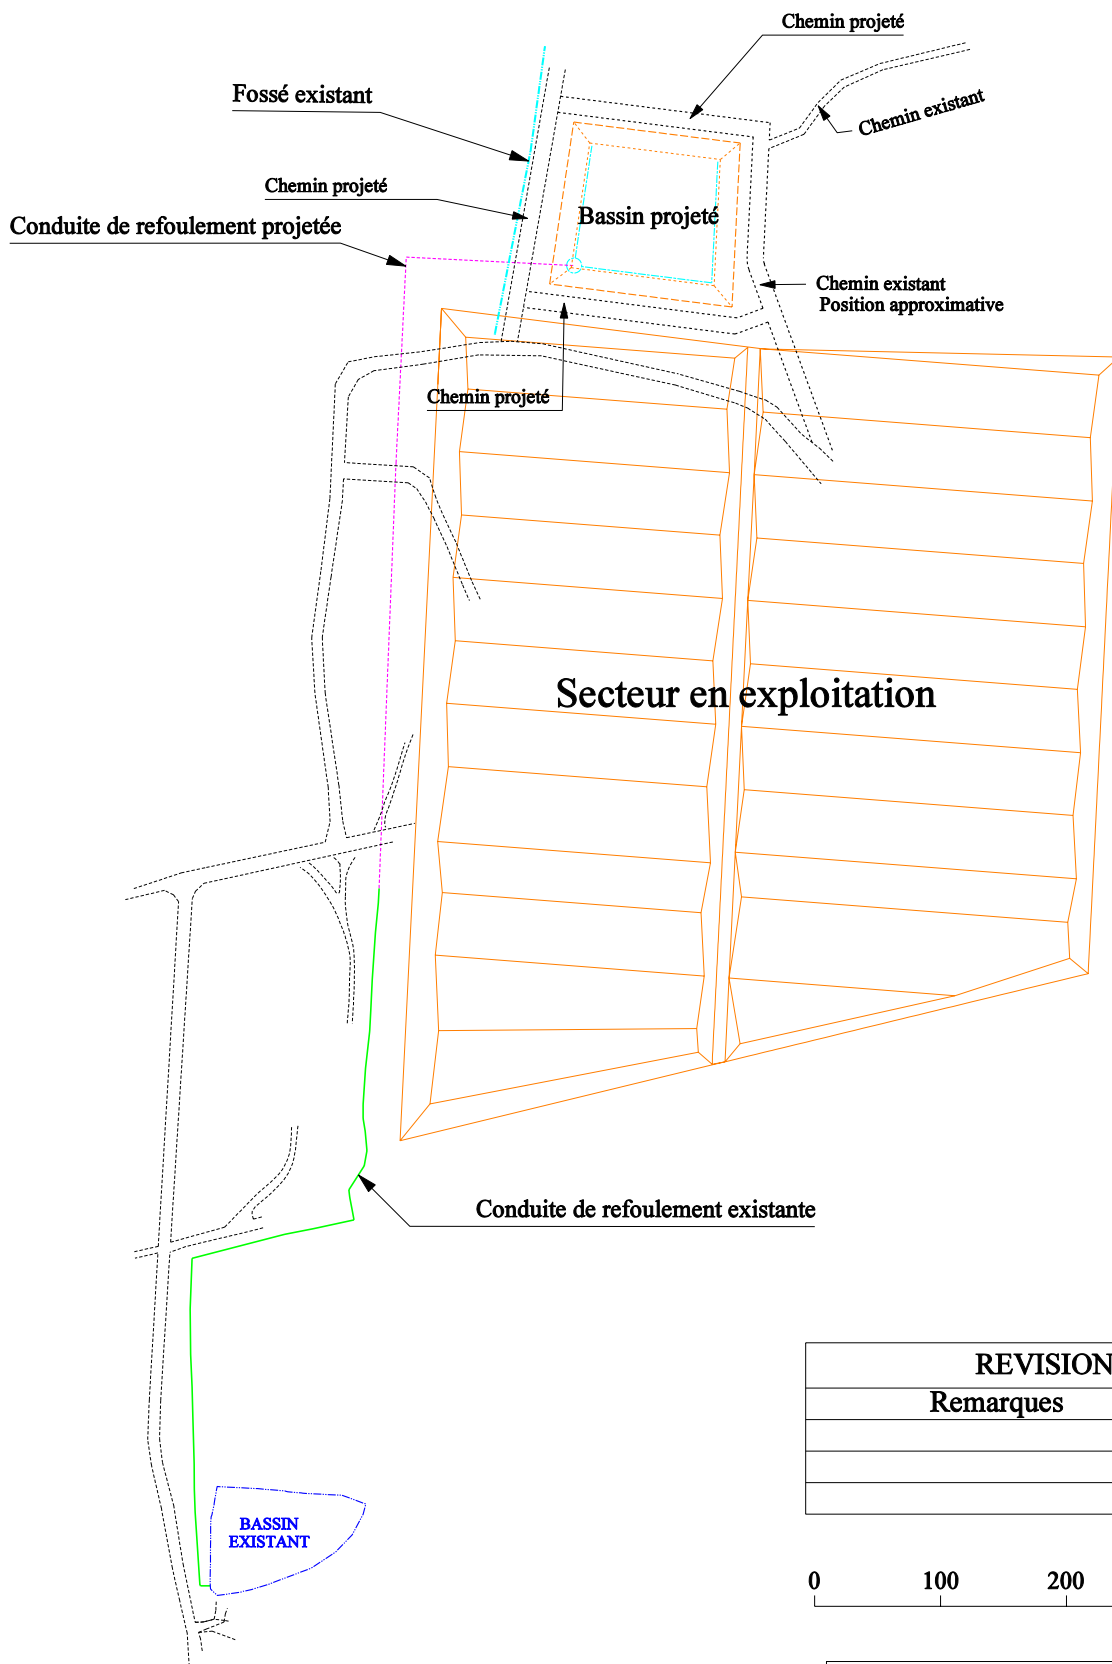 Chemin projeté
Fossé existant
Chemin existant
Chemin projeté
Bassin projeté
Conduite de refoulement projetée
Chemin existant
Position approximative
Chemin projeté
Secteur en exploitation
Conduite de refoulement existante
REVISION
Remarques
BASSIN
EXISTANT
0 100 200